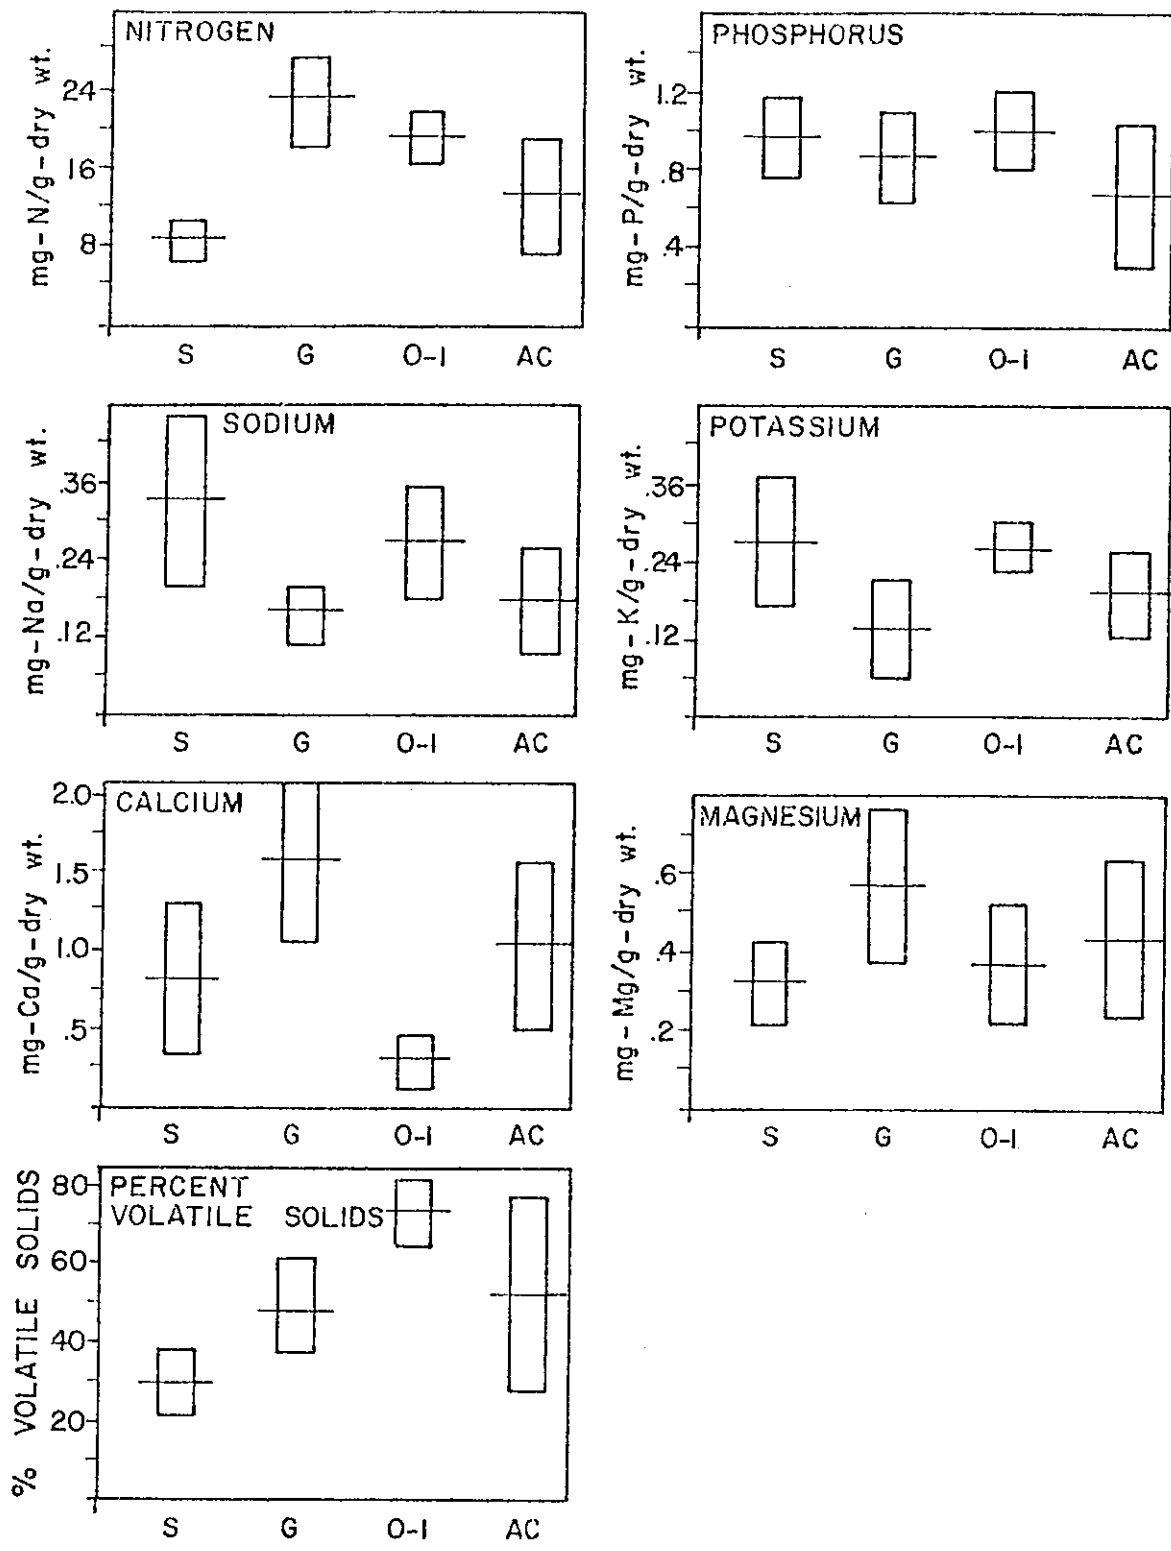 NITROGEN
mg-N/g-dry wt.
24
16
8
S G O-I AC
PHOSPHORUS
mg-P/g-dry wt.
1.2
.8
.4
S G O-I AC
SODIUM
mg-Na/g-dry wt.
.36
.24
.12
S G O-I AC
POTASSIUM
mg-K/g-dry wt.
.36
.24
.12
S G O-I AC
CALCIUM
mg-Ca/g-dry wt.
2.0
1.5
1.0
.5
S G O-I AC
MAGNESIUM
mg-Mg/g-dry wt.
.6
.4
.2
S G O-I AC
PERCENT
VOLATILE SOLIDS
% VOLATILE SOLIDS
80
60
40
20
S G O-I AC